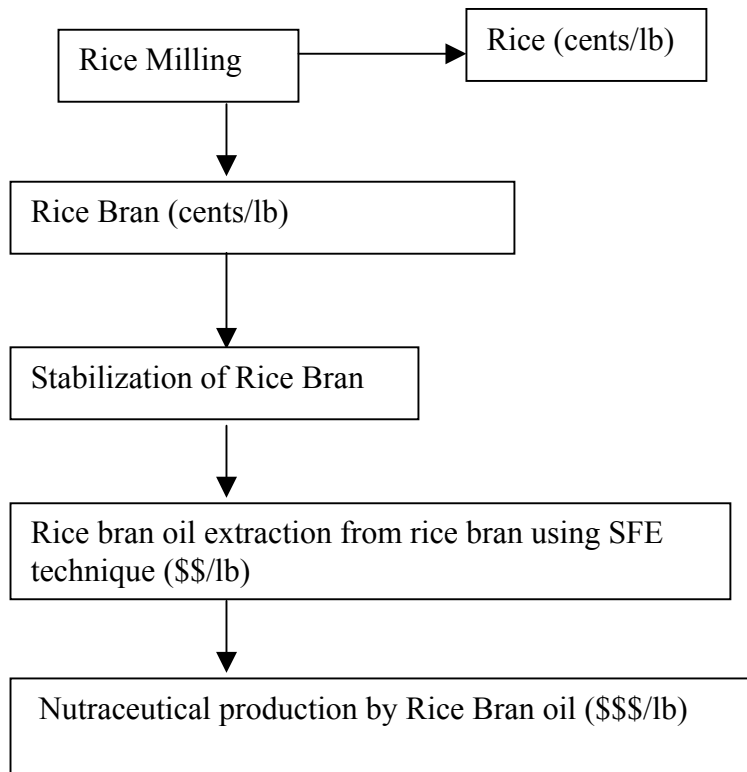 Rice Milling
Rice (cents/lb)
Rice Bran (cents/lb)
Stabilization of Rice Bran
Rice bran oil extraction from rice bran using SFE
technique ($$/lb)
Nutraceutical production by Rice Bran oil ($$$/lb)